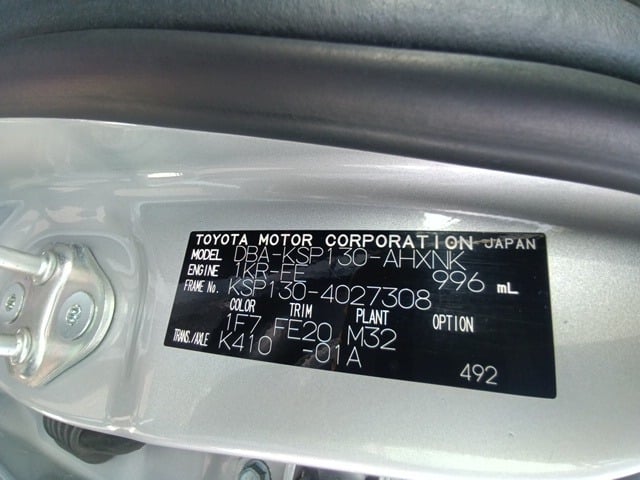 TOYOTA MOTOR CORPORATION JAPAN
MODEL DBA-KSP130-AHXNK
ENGINE 1KR-FE 996 mL
FRAME No. KSP130-4027308
COLOR TRIM PLANT OPTION
1F7 FE20 M32
TRANS./AXLE K410 -01A
492